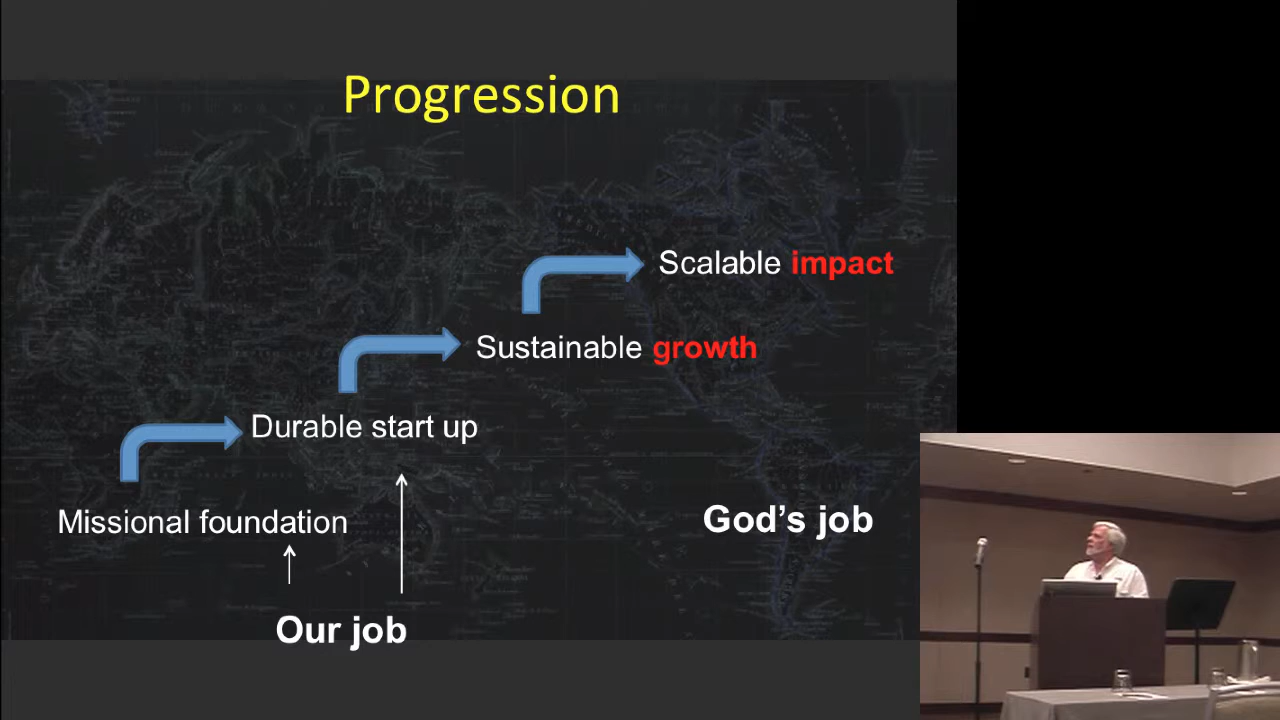 Progression
Scalable impact
Sustainable growth
Durable start up
Missional foundation
God's job
Our job